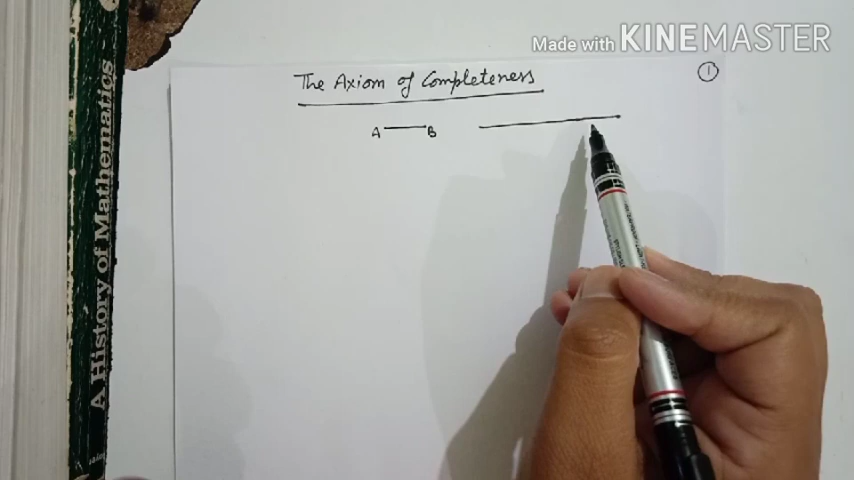 Made with KINEMASTER
The Axiom of Completeness
1
A B
A History of Mathematics